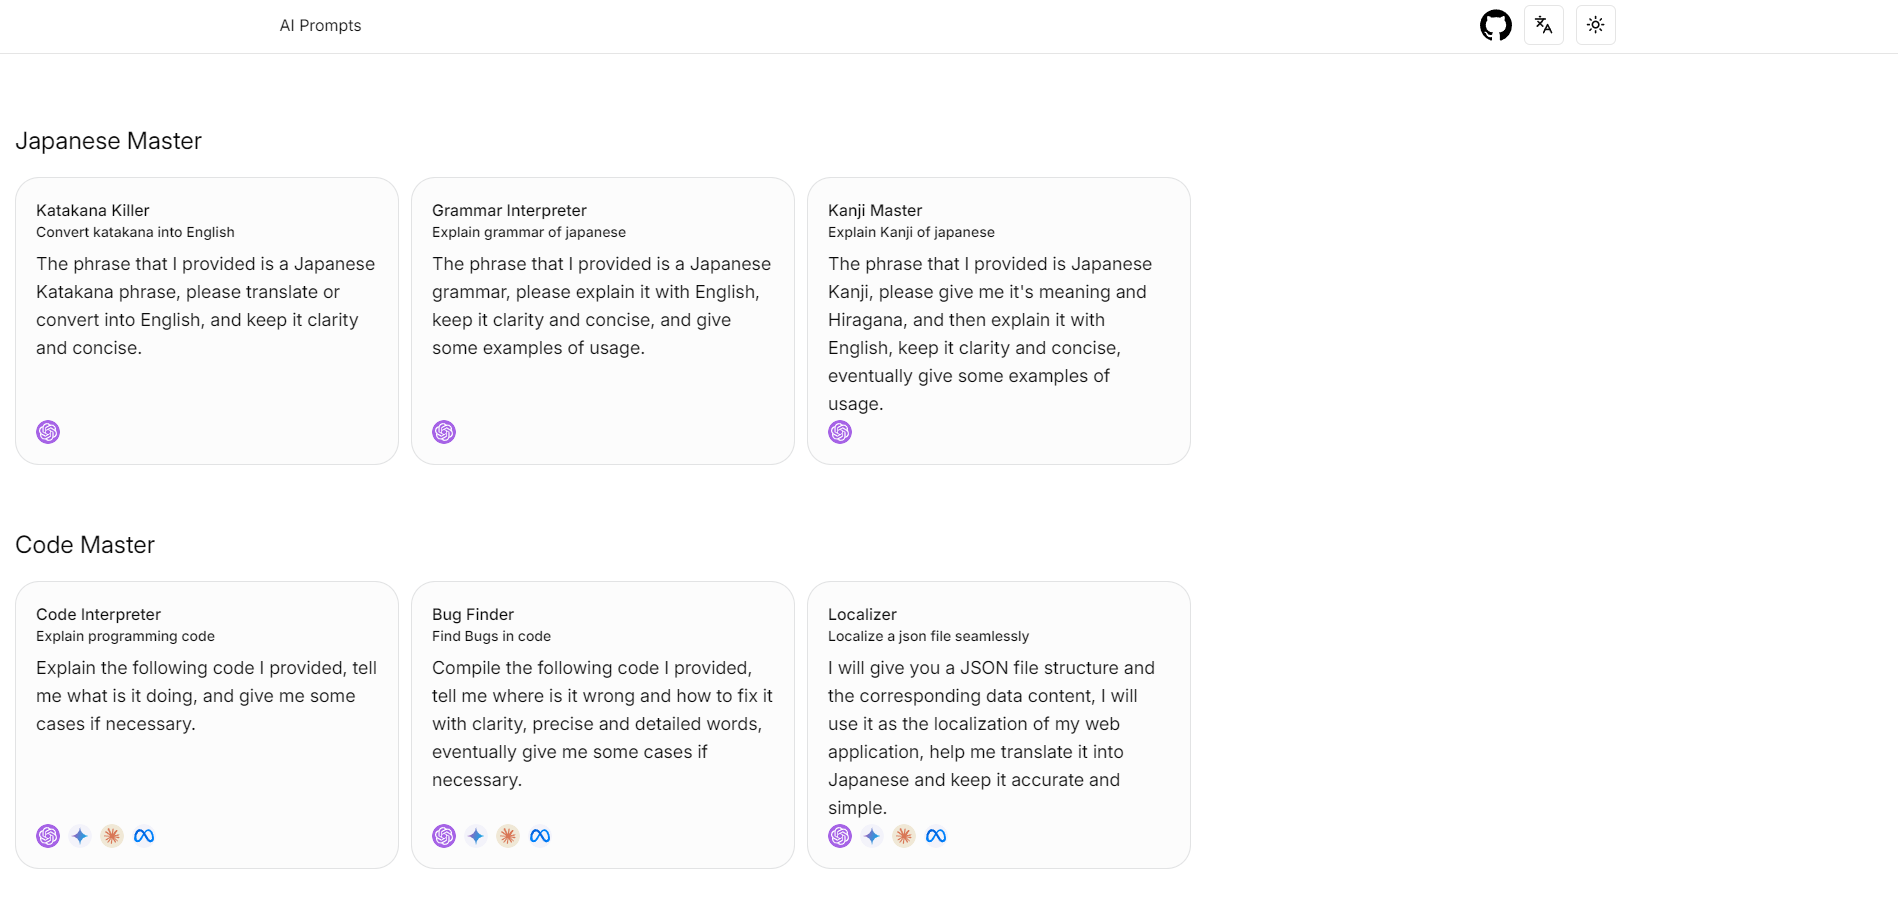 AI Prompts
Japanese Master
Katakana Killer
Convert katakana into English
The phrase that I provided is a Japanese
Katakana phrase, please translate or
convert into English, and keep it clarity
and concise.
Grammar Interpreter
Explain grammar of japanese
The phrase that I provided is a Japanese
grammar, please explain it with English,
keep it clarity and concise, and give
some examples of usage.
Kanji Master
Explain Kanji of japanese
The phrase that I provided is Japanese
Kanji, please give me it's meaning and
Hiragana, and then explain it with
English, keep it clarity and concise,
eventually give some examples of
usage.
Code Master
Code Interpreter
Explain programming code
Explain the following code I provided, tell
me what is it doing, and give me some
cases if necessary.
Bug Finder
Find Bugs in code
Compile the following code I provided,
tell me where is it wrong and how to fix it
with clarity, precise and detailed words,
eventually give me some cases if
necessary.
Localizer
Localize a json file seamlessly
I will give you a JSON file structure and
the corresponding data content, I will
use it as the localization of my web
application, help me translate it into
Japanese and keep it accurate and
simple.